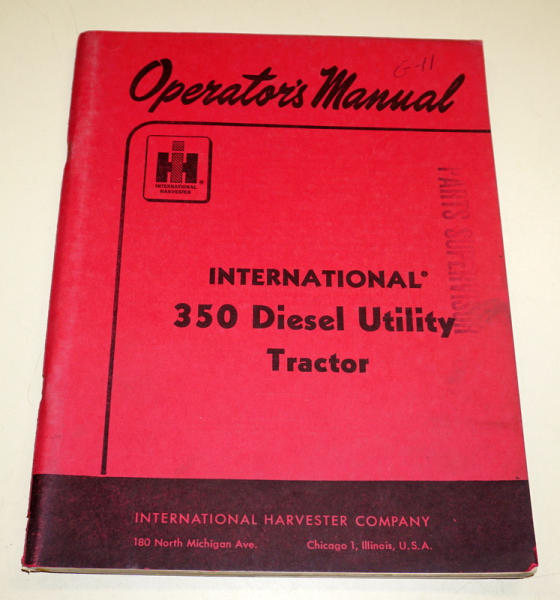 G-11
Operator's Manual
IH ®
INTERNATIONAL
HARVESTER
PARTS SUPERVISOR
INTERNATIONAL®
350 Diesel Utility
Tractor
INTERNATIONAL HARVESTER COMPANY
180 North Michigan Ave. Chicago 1, Illinois, U.S.A.